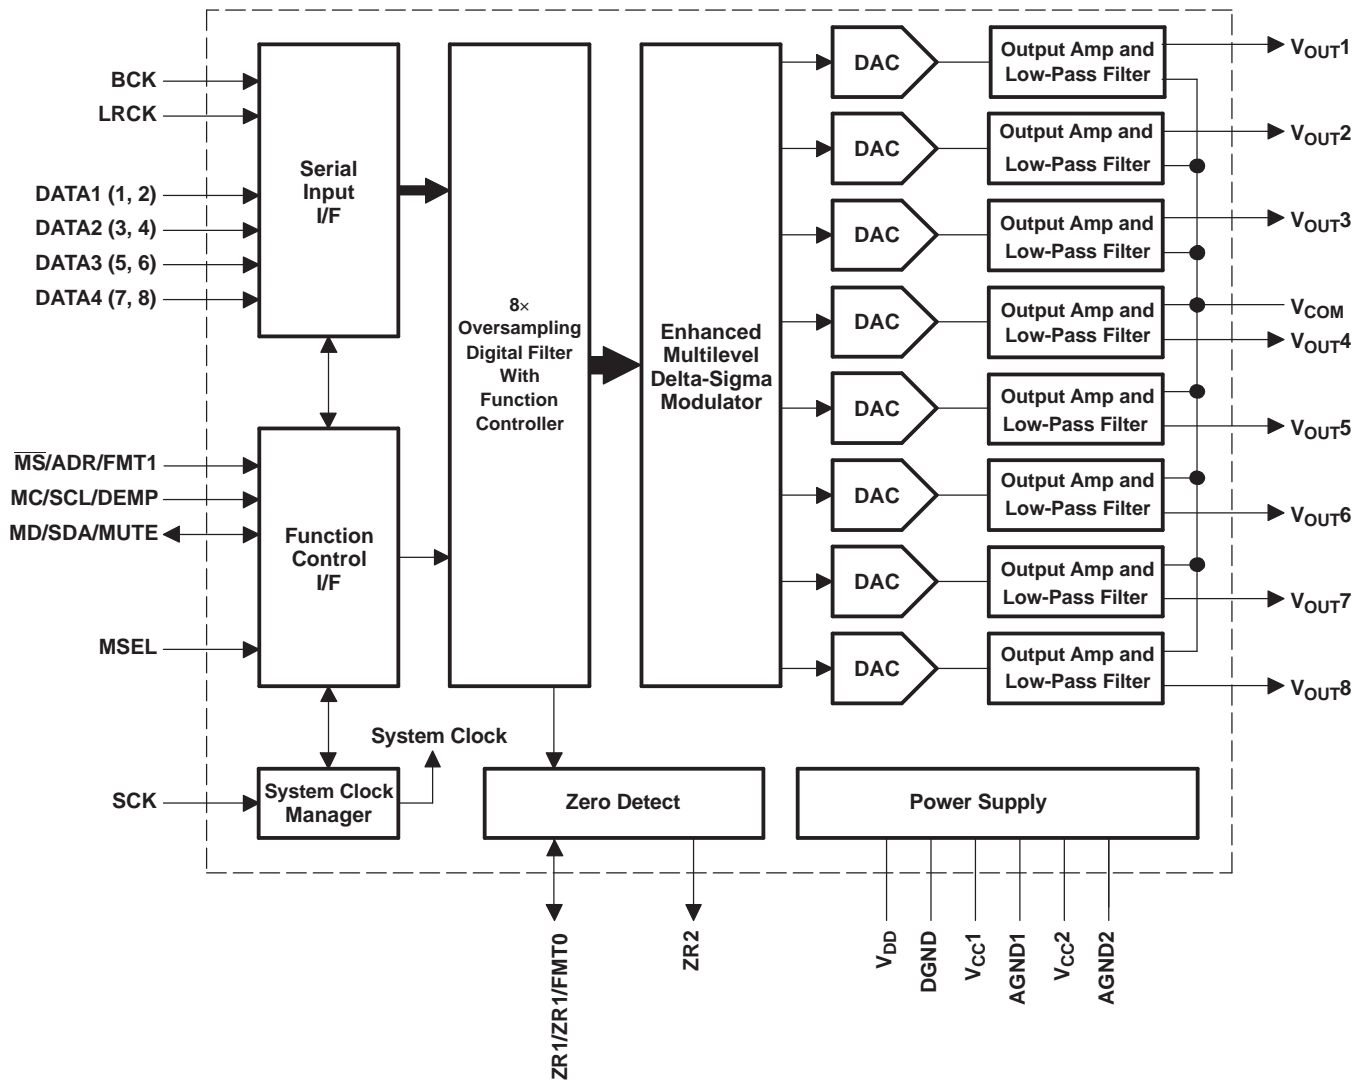 BCK
LRCK
DATA1 (1, 2)
DATA2 (3, 4)
DATA3 (5, 6)
DATA4 (7, 8)
M̅S̅/ADR/FMT1
MC/SCL/DEMP
MD/SDA/MUTE
MSEL
SCK
Serial
Input
I/F
Function
Control
I/F
System Clock
Manager
System Clock
8×
Oversampling
Digital Filter
With
Function
Controller
Enhanced
Multilevel
Delta-Sigma
Modulator
DAC
Output Amp and
Low-Pass Filter
VOUT1
DAC
Output Amp and
Low-Pass Filter
VOUT2
DAC
Output Amp and
Low-Pass Filter
VOUT3
DAC
Output Amp and
Low-Pass Filter
VCOM
VOUT4
DAC
Output Amp and
Low-Pass Filter
VOUT5
DAC
Output Amp and
Low-Pass Filter
VOUT6
DAC
Output Amp and
Low-Pass Filter
VOUT7
DAC
Output Amp and
Low-Pass Filter
VOUT8
Zero Detect
Power Supply
ZR1/ZR1/FMT0
ZR2
VDD
DGND
VCC1
AGND1
VCC2
AGND2